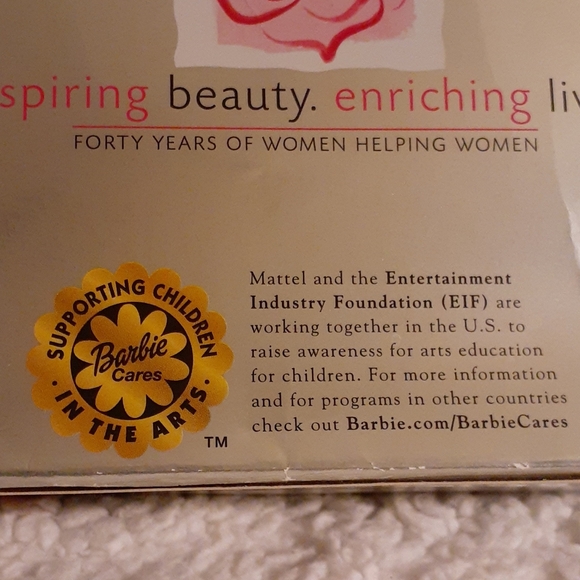 spiring beauty. enriching liv
FORTY YEARS OF WOMEN HELPING WOMEN
SUPPORTING CHILDREN
Barbie
Cares
· IN THE ARTS ·
TM
Mattel and the Entertainment
Industry Foundation (EIF) are
working together in the U.S. to
raise awareness for arts education
for children. For more information
and for programs in other countries
check out Barbie.com/BarbieCares